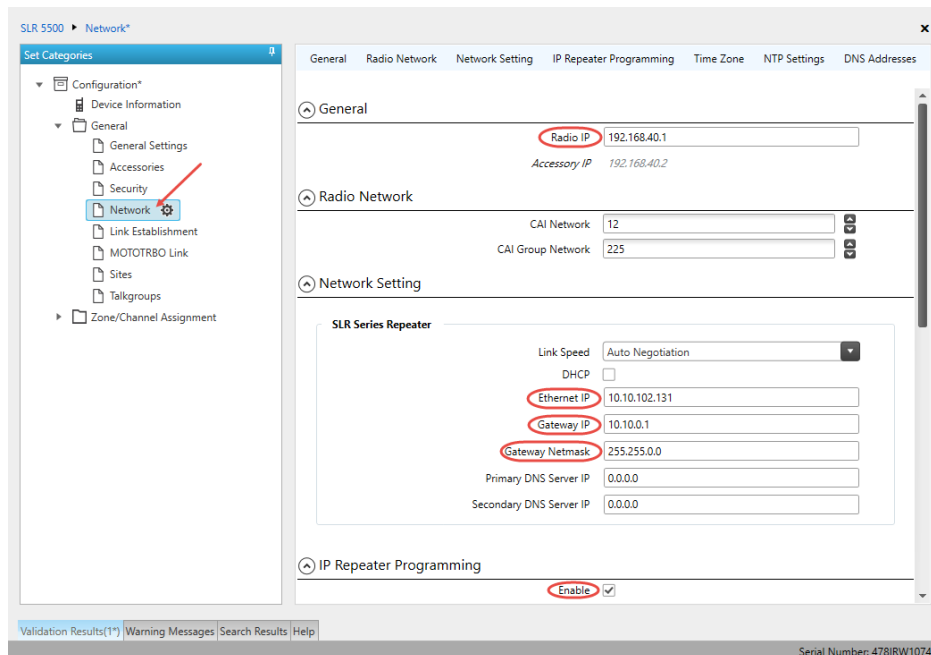 SLR 5500 ▸ Network*
Set Categories
General Radio Network Network Setting IP Repeater Programming Time Zone NTP Settings DNS Addresses
Configuration*
Device Information
General
General Settings
Accessories
Security
Network
Link Establishment
MOTOTRBO Link
Sites
Talkgroups
Zone/Channel Assignment
General
Radio IP 192.168.40.1
Accessory IP 192.168.40.2
Radio Network
CAI Network 12
CAI Group Network 225
Network Setting
SLR Series Repeater
Link Speed Auto Negotiation
DHCP
Ethernet IP 10.10.102.131
Gateway IP 10.10.0.1
Gateway Netmask 255.255.0.0
Primary DNS Server IP 0.0.0.0
Secondary DNS Server IP 0.0.0.0
IP Repeater Programming
Enable
Validation Results(1*) Warning Messages Search Results Help
Serial Number: 478IRW1074